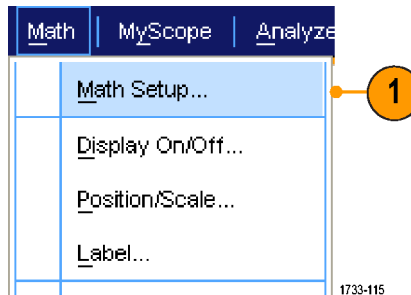 Math MyScope Analyze
Math Setup... 1
Display On/Off...
Position/Scale...
Label...
1733-115